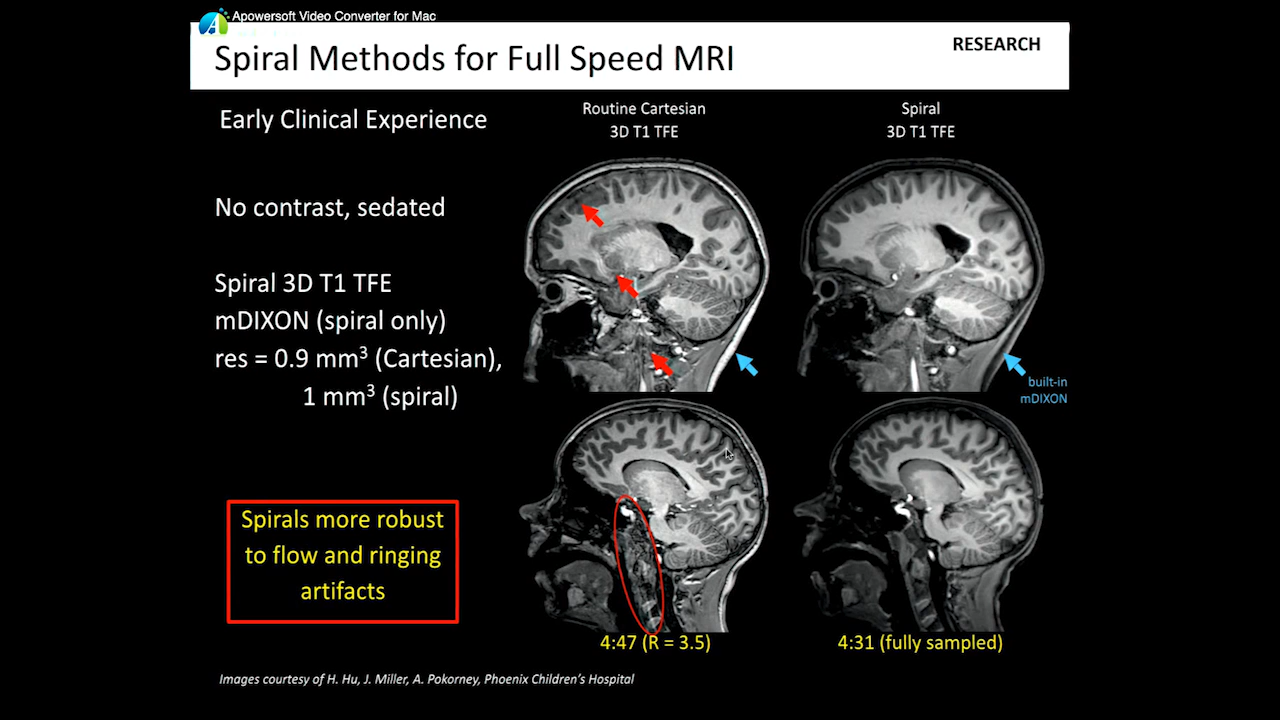 Apowersoft Video Converter for Mac
Spiral Methods for Full Speed MRI
RESEARCH
Early Clinical Experience
Routine Cartesian
3D T1 TFE
Spiral
3D T1 TFE
No contrast, sedated
Spiral 3D T1 TFE
mDIXON (spiral only)
res = 0.9 mm³ (Cartesian),
1 mm³ (spiral)
built-in
mDIXON
Spirals more robust
to flow and ringing
artifacts
4:47 (R = 3.5)
4:31 (fully sampled)
Images courtesy of H. Hu, J. Miller, A. Pokorney, Phoenix Children's Hospital